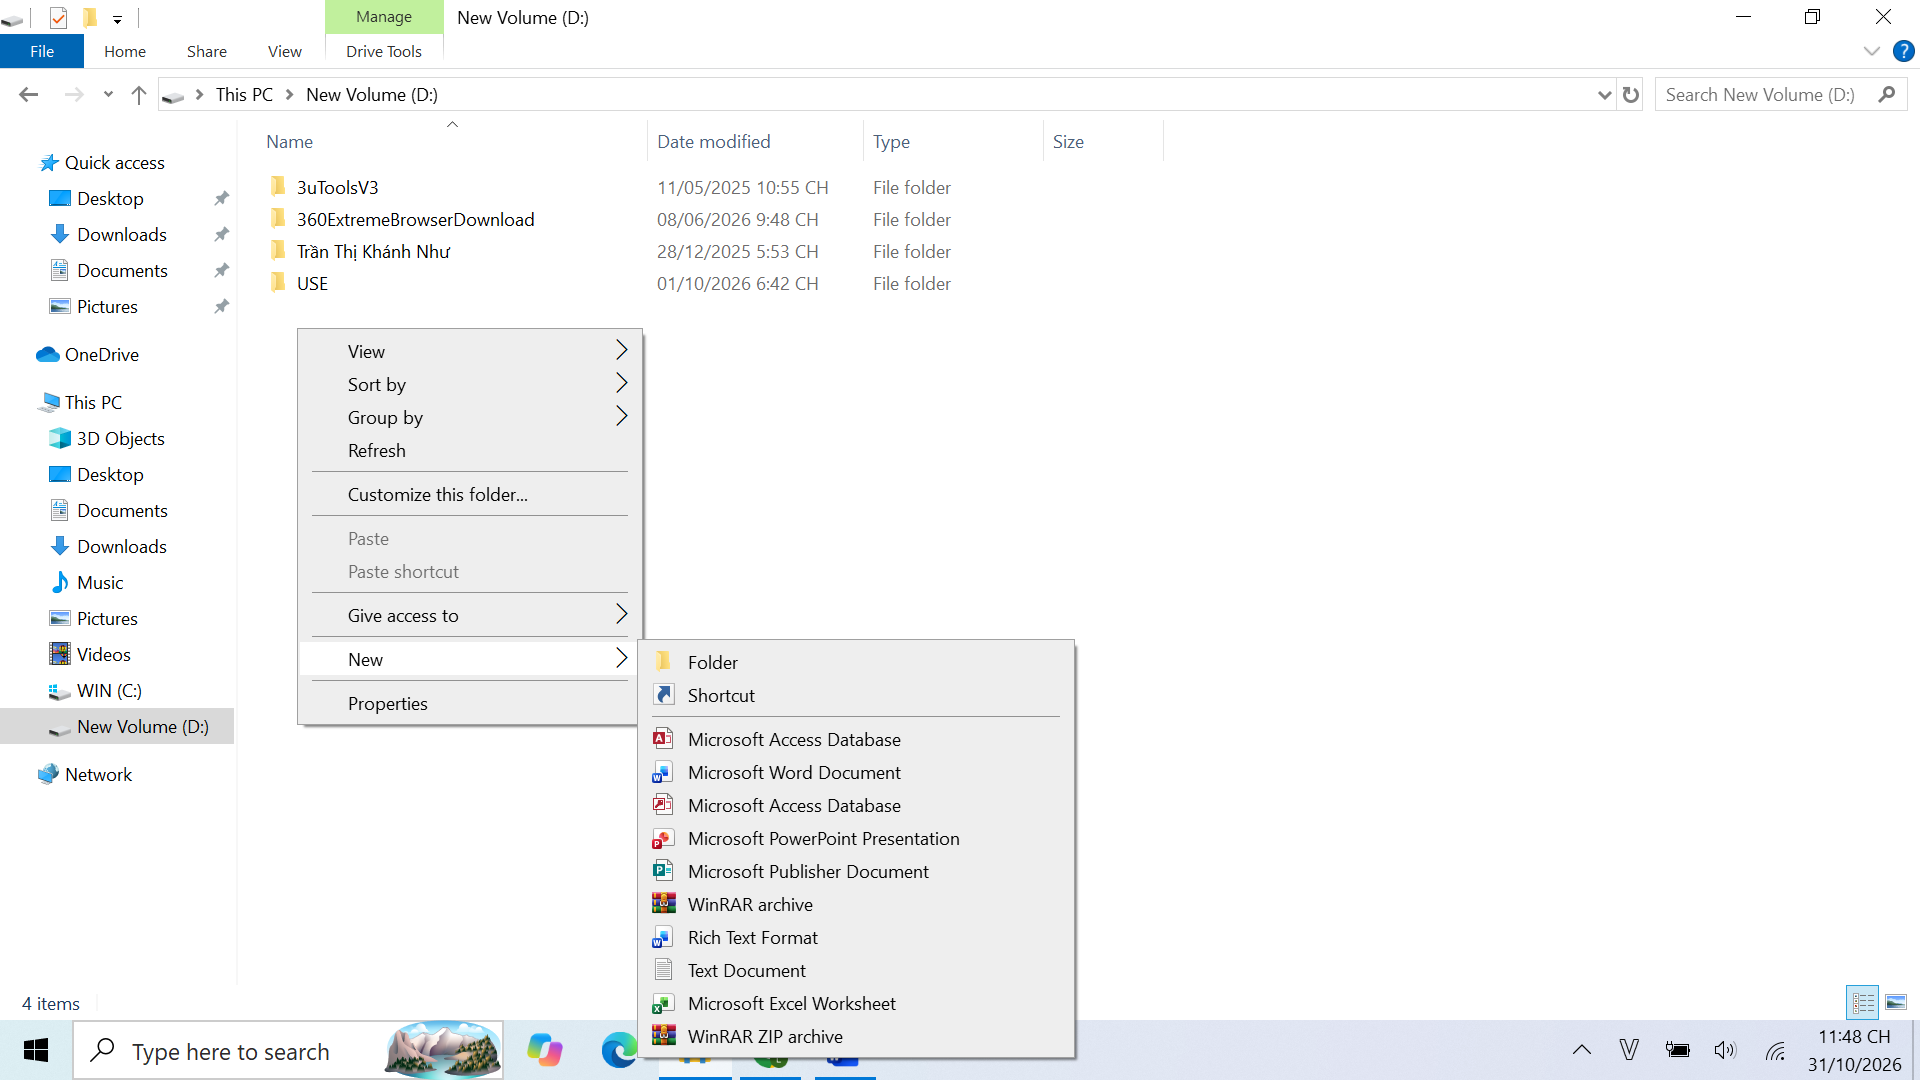 Manage
New Volume (D:)
File
Home
Share
View
Drive Tools
This PC
New Volume (D:)
Search New Volume (D:)
Name
Date modified
Type
Size
3uToolsV3
11/05/2025 10:55 CH
File folder
360ExtremeBrowserDownload
08/06/2026 9:48 CH
File folder
Trần Thị Khánh Như
28/12/2025 5:53 CH
File folder
USE
01/10/2026 6:42 CH
File folder
Quick access
Desktop
Downloads
Documents
Pictures
OneDrive
This PC
3D Objects
Desktop
Documents
Downloads
Music
Pictures
Videos
WIN (C:)
New Volume (D:)
Network
View
Sort by
Group by
Refresh
Customize this folder...
Paste
Paste shortcut
Give access to
New
Properties
Folder
Shortcut
Microsoft Access Database
Microsoft Word Document
Microsoft Access Database
Microsoft PowerPoint Presentation
Microsoft Publisher Document
WinRAR archive
Rich Text Format
Text Document
Microsoft Excel Worksheet
WinRAR ZIP archive
4 items
Type here to search
V
11:48 CH
31/10/2026